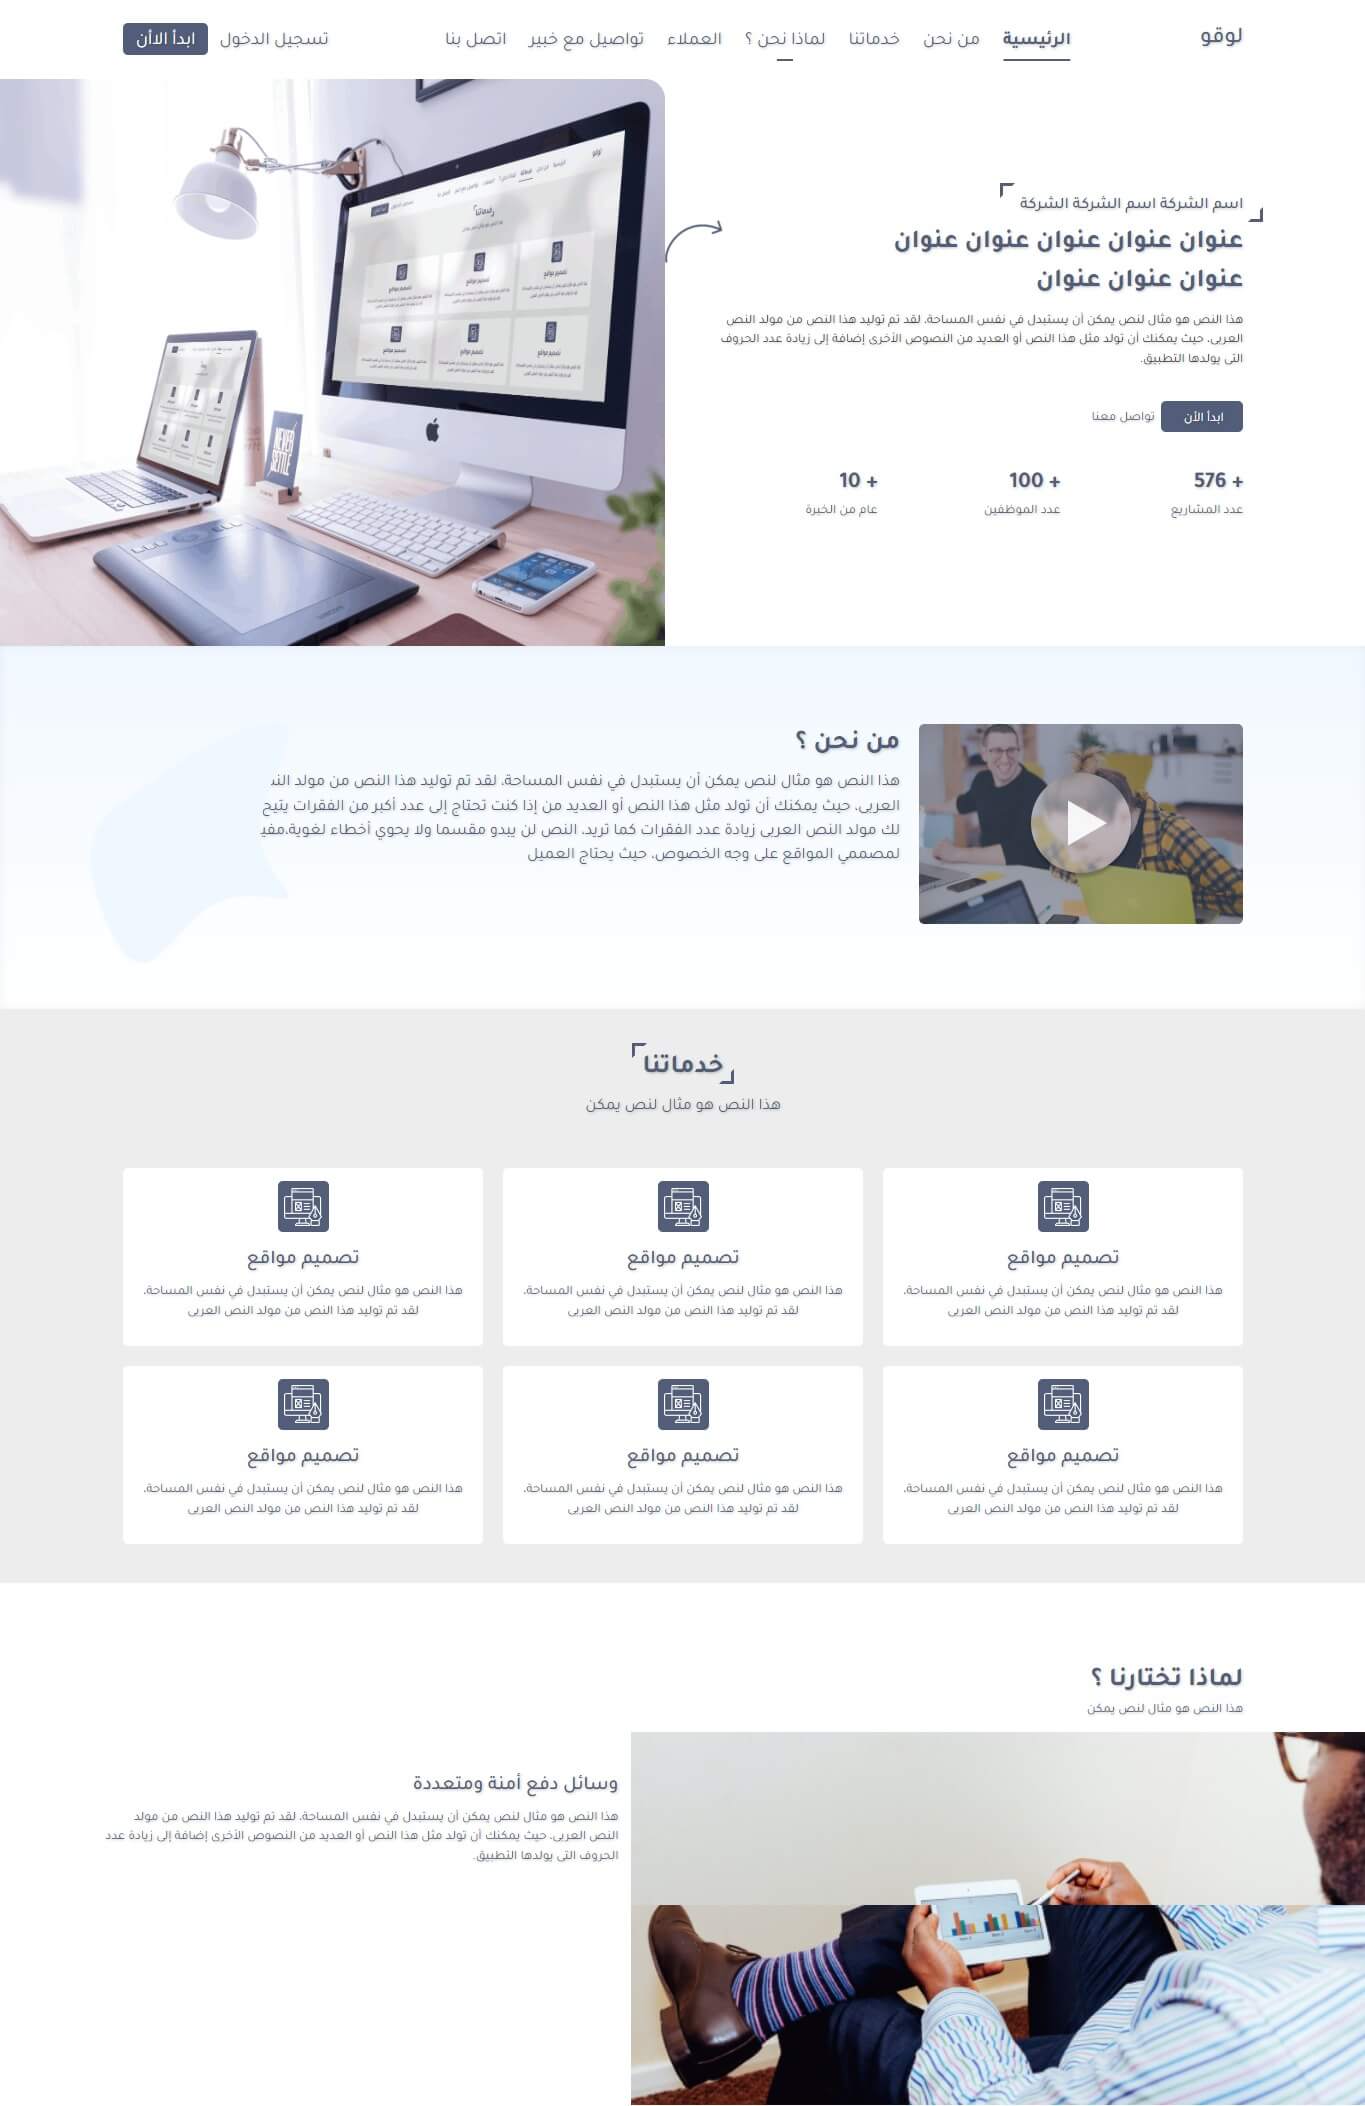 لوقو
الرئيسية
من نحن
خدماتنا
لماذا نحن ؟
العملاء
تواصيل مع خبير
اتصل بنا
تسجيل الدخول
ابدأ الاأن
اسم الشركة اسم الشركة الشركة
عنوان عنوان عنوان عنوان عنوان
عنوان عنوان عنوان
هذا النص هو مثال لنص يمكن أن يستبدل في نفس المساحة، لقد تم توليد هذا النص من مولد النص
العربى، حيث يمكنك أن تولد مثل هذا النص أو العديد من النصوص الأخرى إضافة إلى زيادة عدد الحروف
التى يولدها التطبيق.
ابدأ الأن
تواصل معنا
+ 576
+ 100
+ 10
عدد المشاريع
عدد الموظفين
عام من الخبرة
NEVER
SETTLE
من نحن ؟
هذا النص هو مثال لنص يمكن أن يستبدل في نفس المساحة، لقد تم توليد هذا النص من مولد
العربى، حيث يمكنك أن تولد مثل هذا النص أو العديد من إذا كنت تحتاج إلى عدد أكبر من الفقرات يتيح
لك مولد النص العربى زيادة عدد الفقرات كما تريد، النص لن يبدو مقسما ولا يحوي أخطاء لغوية،مفي
لمصممي المواقع على وجه الخصوص، حيث يحتاج العميل
خدماتنا
هذا النص هو مثال لنص يمكن
تصميم مواقع
هذا النص هو مثال لنص يمكن أن يستبدل في نفس المساحة،
لقد تم توليد هذا النص من مولد النص العربى
تصميم مواقع
هذا النص هو مثال لنص يمكن أن يستبدل في نفس المساحة،
لقد تم توليد هذا النص من مولد النص العربى
تصميم مواقع
هذا النص هو مثال لنص يمكن أن يستبدل في نفس المساحة،
لقد تم توليد هذا النص من مولد النص العربى
تصميم مواقع
هذا النص هو مثال لنص يمكن أن يستبدل في نفس المساحة،
لقد تم توليد هذا النص من مولد النص العربى
تصميم مواقع
هذا النص هو مثال لنص يمكن أن يستبدل في نفس المساحة،
لقد تم توليد هذا النص من مولد النص العربى
تصميم مواقع
هذا النص هو مثال لنص يمكن أن يستبدل في نفس المساحة،
لقد تم توليد هذا النص من مولد النص العربى
لماذا تختارنا ؟
هذا النص هو مثال لنص يمكن
وسائل دفع أمنة ومتعددة
هذا النص هو مثال لنص يمكن أن يستبدل في نفس المساحة، لقد تم توليد هذا النص من مولد
النص العربى، حيث يمكنك أن تولد مثل هذا النص أو العديد من النصوص الأخرى إضافة إلى زيادة عدد
الحروف التى يولدها التطبيق.